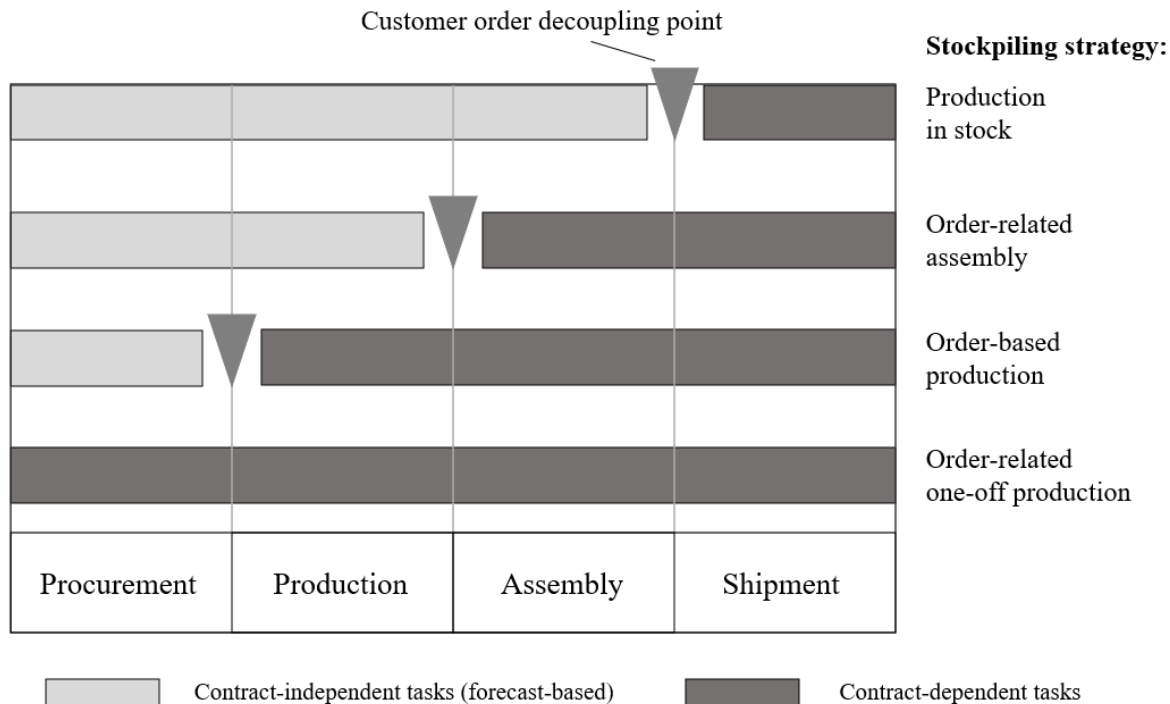 Customer order decoupling point
Stockpiling strategy:
Production
in stock
Order-related
assembly
Order-based
production
Order-related
one-off production
Procurement
Production
Assembly
Shipment
Contract-independent tasks (forecast-based)
Contract-dependent tasks